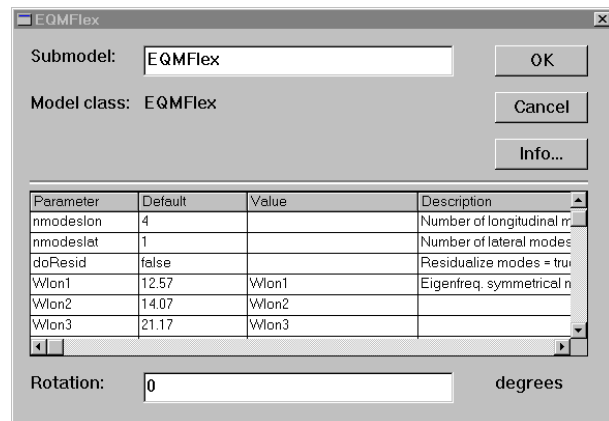 EQMFlex
Submodel: EQMFlex OK
Model class: EQMFlex Cancel
Info...
Parameter Default Value Description
nmodeslon 4 Number of longitudinal
nmodeslat 1 Number of lateral modes
doResid false Residualize modes =
Wlon1 12.57 Wlon1 Eigenfreq. symmetrical
Wlon2 14.07 Wlon2
Wlon3 21.17 Wlon3
Rotation: 0 degrees